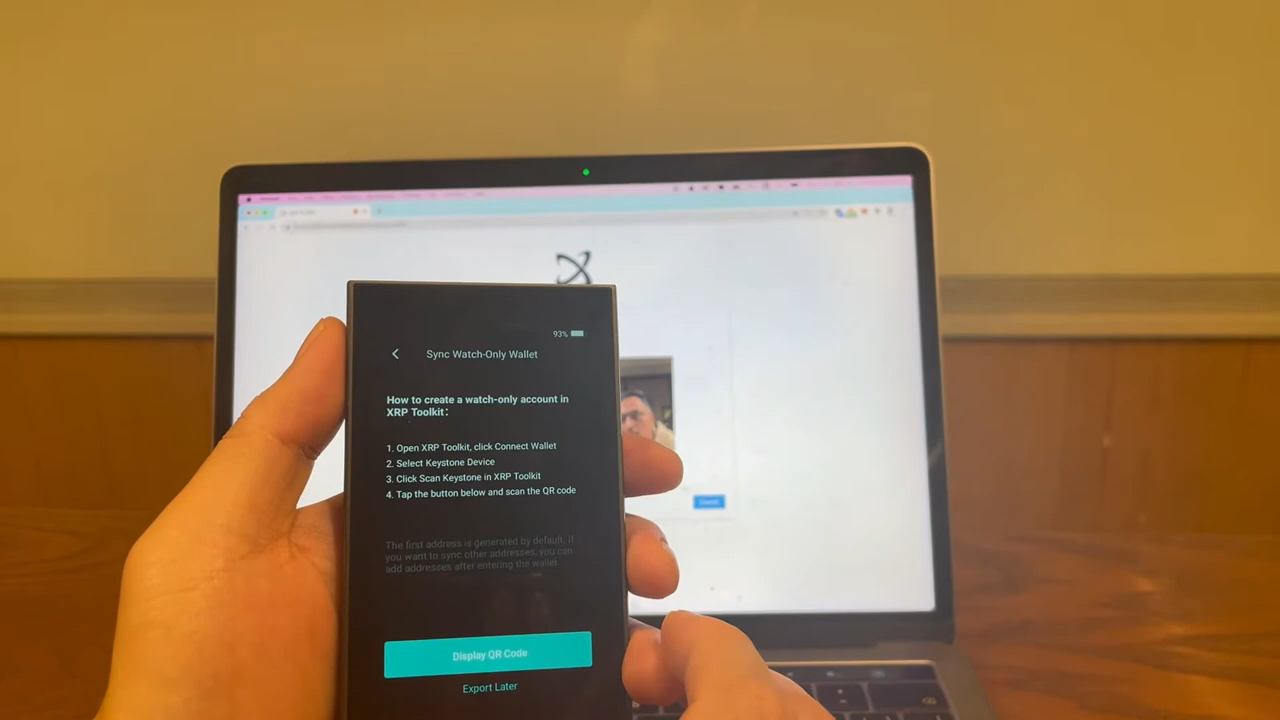 93%
Sync Watch-Only Wallet
How to create a watch-only account in
XRP Toolkit:
1. Open XRP Toolkit, click Connect Wallet
2. Select Keystone Device
3. Click Scan Keystone in XRP Toolkit
4. Tap the button below and scan the QR code
The first address is generated by default, if
you want to sync other addresses, you can
add addresses after entering the wallet
Display QR Code
Export Later